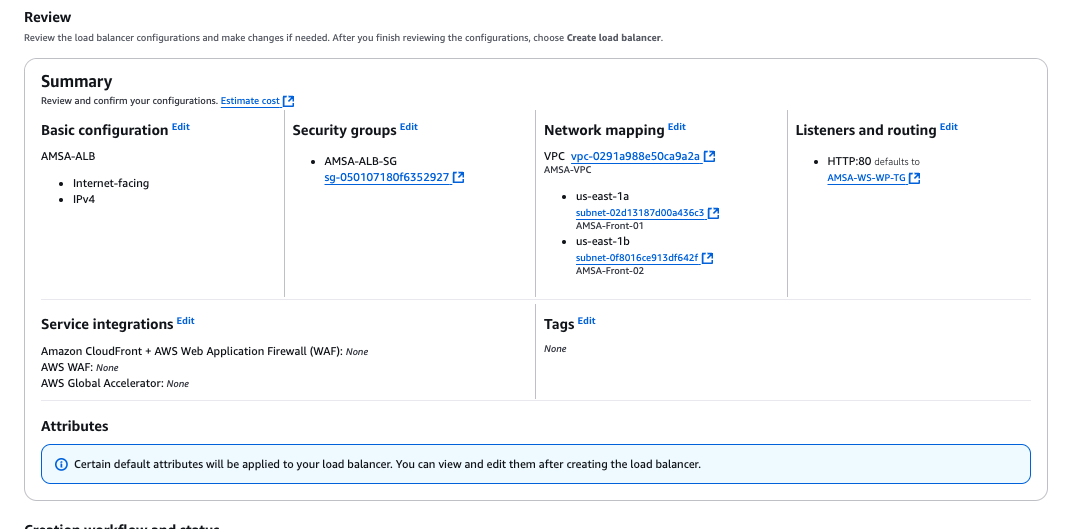 Review
Review the load balancer configurations and make changes if needed. After you finish reviewing the configurations, choose Create load balancer.
Summary
Review and confirm your configurations. Estimate cost
Basic configuration Edit
AMSA-ALB
• Internet-facing
• IPv4
Security groups Edit
• AMSA-ALB-SG
sg-050107180f6352927
Network mapping Edit
VPC vpc-0291a988e50ca9a2a
AMSA-VPC
• us-east-1a
subnet-02d13187d00a436c3
AMSA-Front-01
• us-east-1b
subnet-0f8016ce913df642f
AMSA-Front-02
Listeners and routing Edit
• HTTP:80 defaults to
AMSA-WS-WP-TG
Service integrations Edit
Amazon CloudFront + AWS Web Application Firewall (WAF): None
AWS WAF: None
AWS Global Accelerator: None
Tags Edit
None
Attributes
Certain default attributes will be applied to your load balancer. You can view and edit them after creating the load balancer.
Creation workflow and status